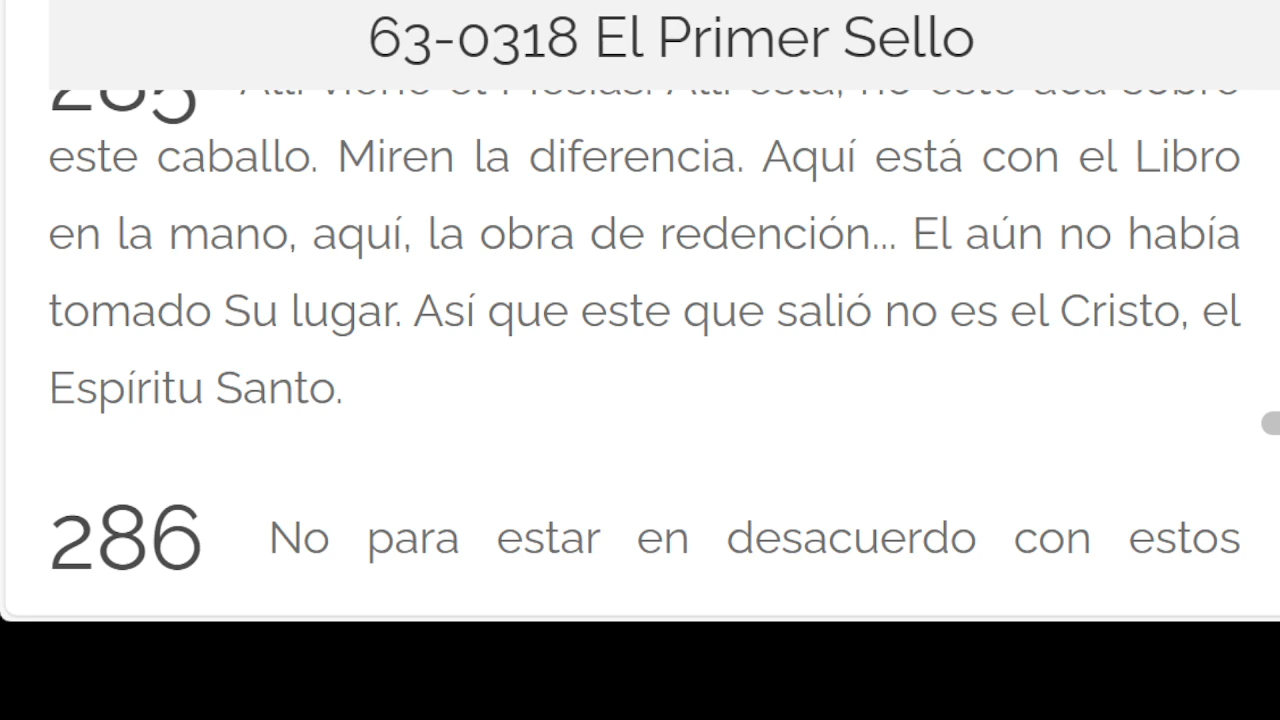 63-0318 El Primer Sello
285
este caballo. Miren la diferencia. Aquí está con el Libro
en la mano, aquí, la obra de redención... El aún no había
tomado Su lugar. Así que este que salió no es el Cristo, el
Espíritu Santo.
286 No para estar en desacuerdo con estos